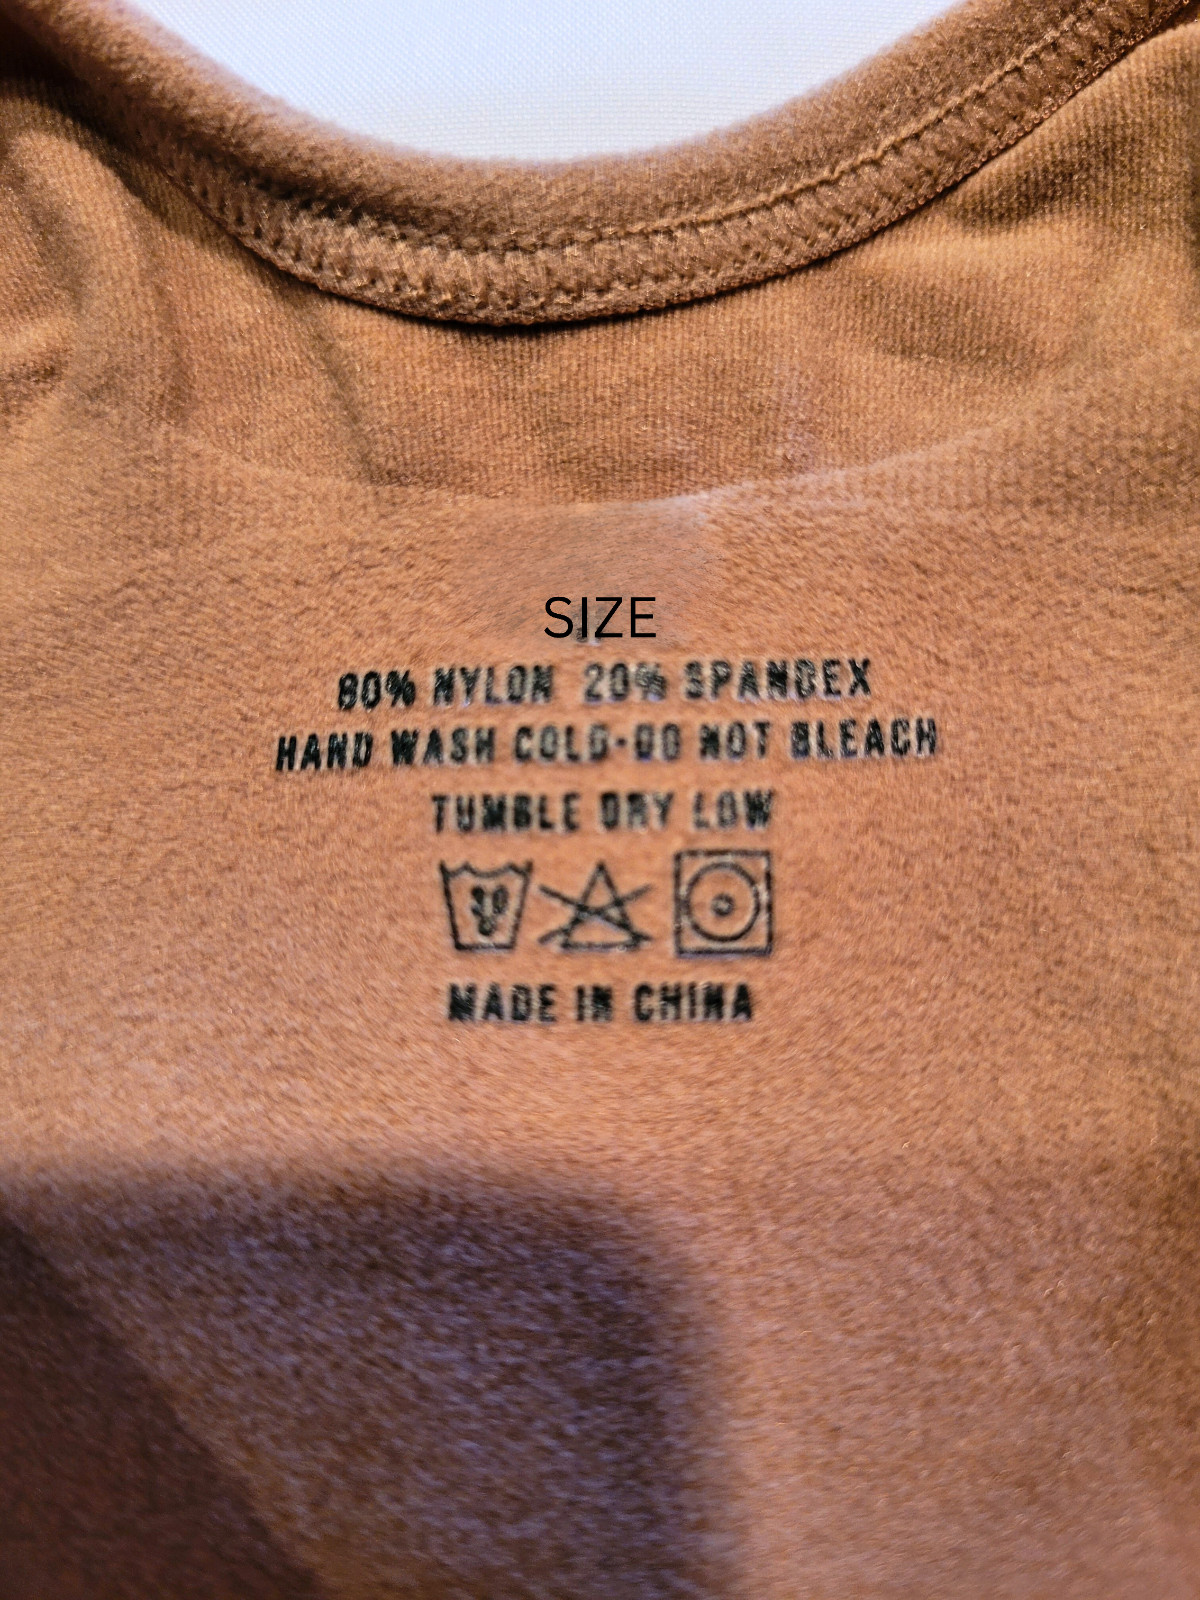 SIZE
80% NYLON 20% SPANDEX
HAND WASH COLD-DO NOT BLEACH
TUMBLE DRY LOW
30
MADE IN CHINA